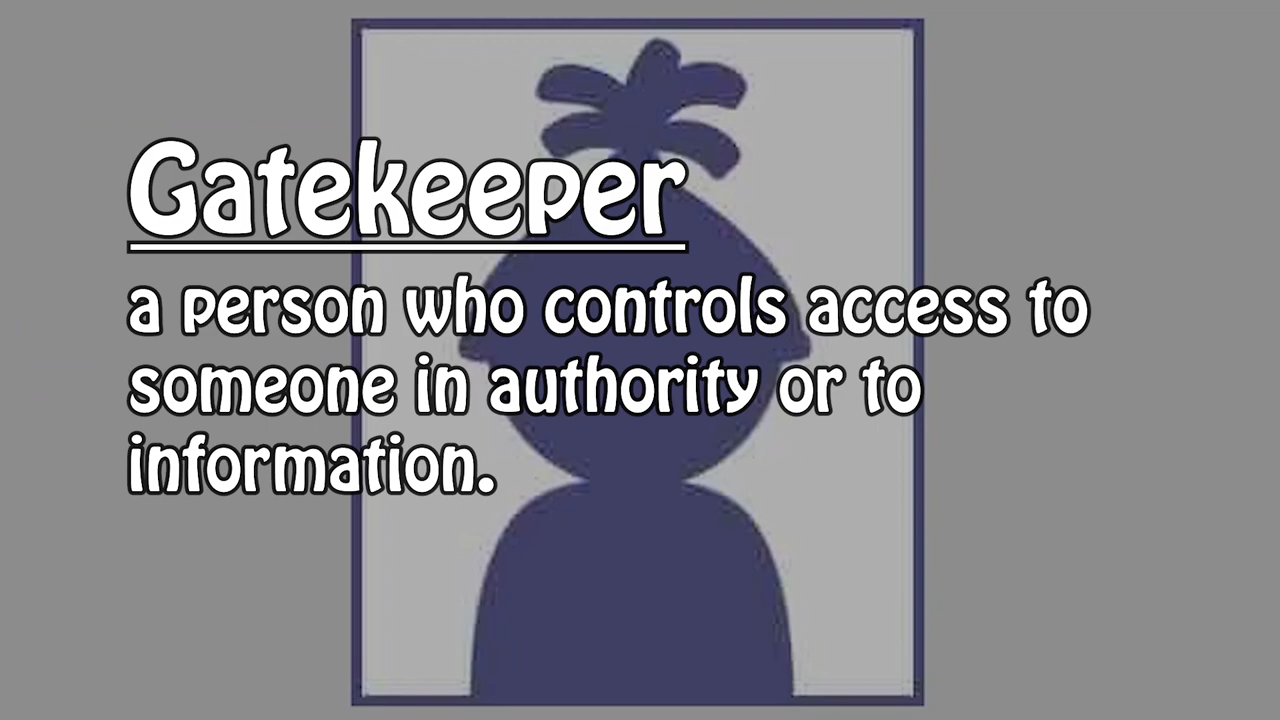 Gatekeeper
a person who controls access to
someone in authority or to
information.